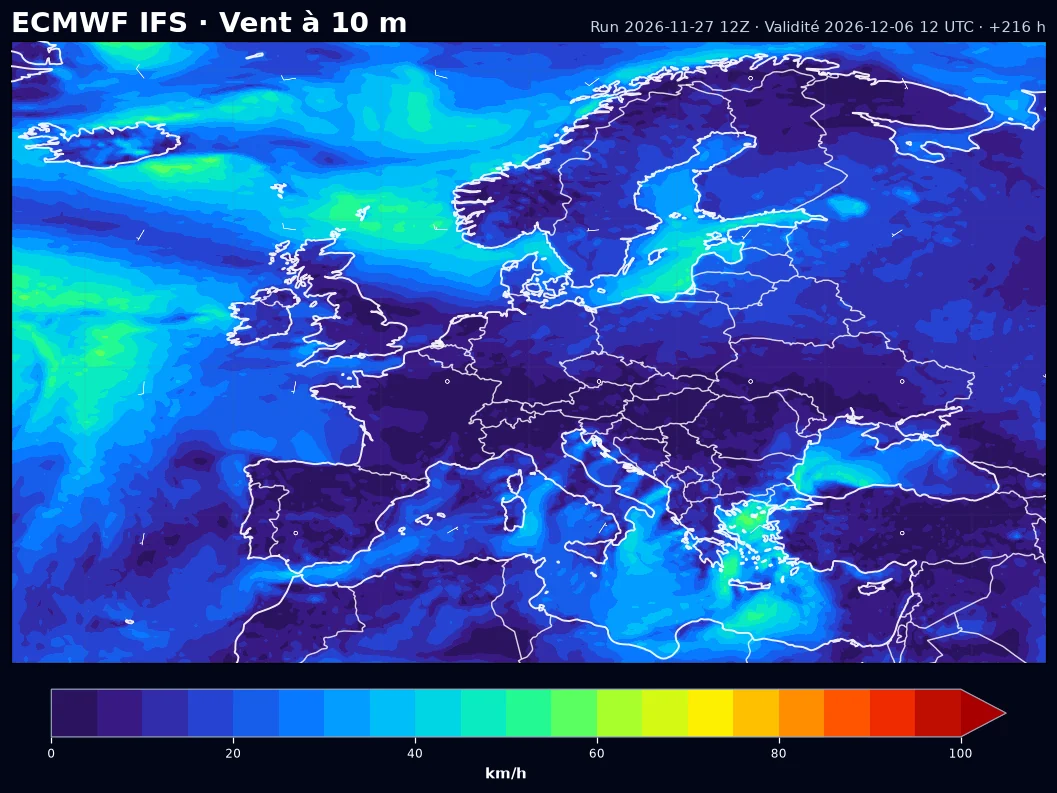 ECMWF IFS · Vent à 10 m
Run 2026-11-27 12Z · Validité 2026-12-06 12 UTC · +216 h
0 20 40 60 80 100
km/h